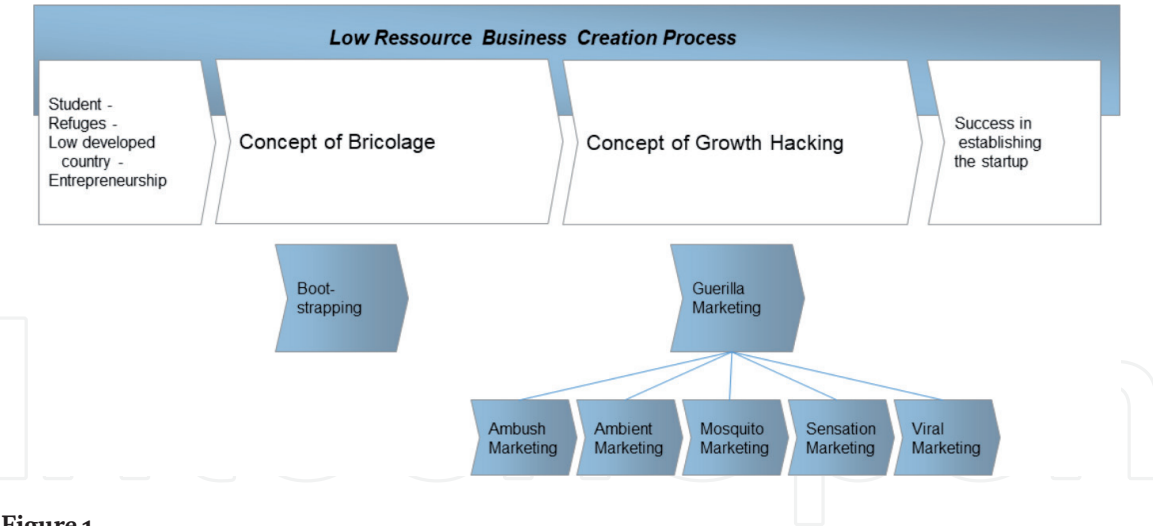 Low Ressource Business Creation Process
Student -
Refuges -
Low developed
country -
Entrepreneurship
Concept of Bricolage
Concept of Growth Hacking
Success in
establishing
the startup
Boot-
strapping
Guerilla
Marketing
Ambush
Marketing
Ambient
Marketing
Mosquito
Marketing
Sensation
Marketing
Viral
Marketing
Figure 1